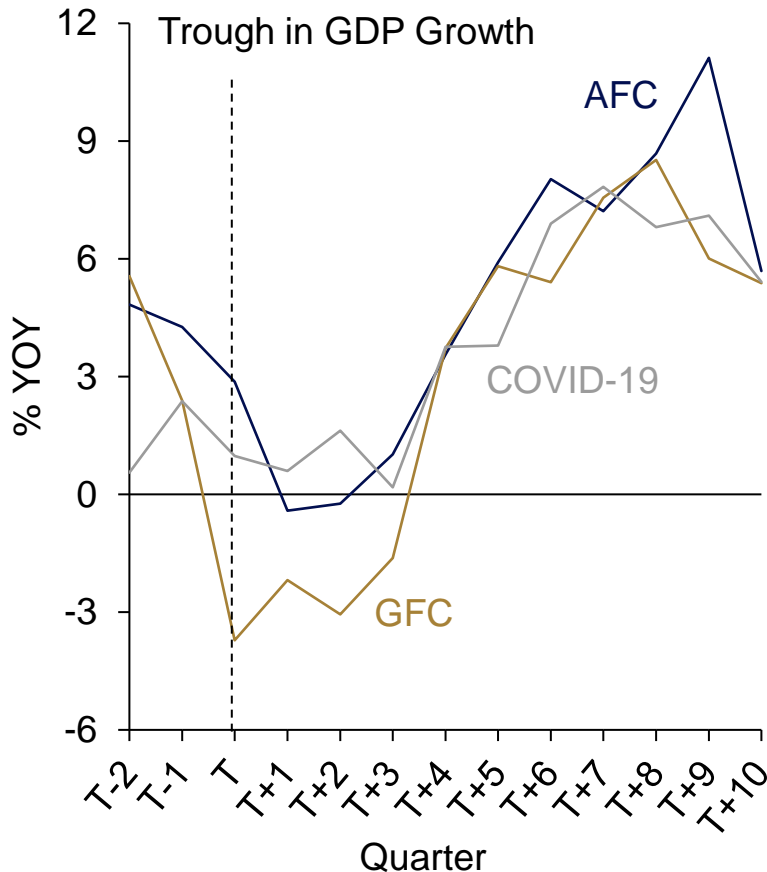 Trough in GDP Growth
% YOY
12
9
6
3
0
-3
-6
AFC
COVID-19
GFC
T-2
T-1
T
T+1
T+2
T+3
T+4
T+5
T+6
T+7
T+8
T+9
T+10
Quarter